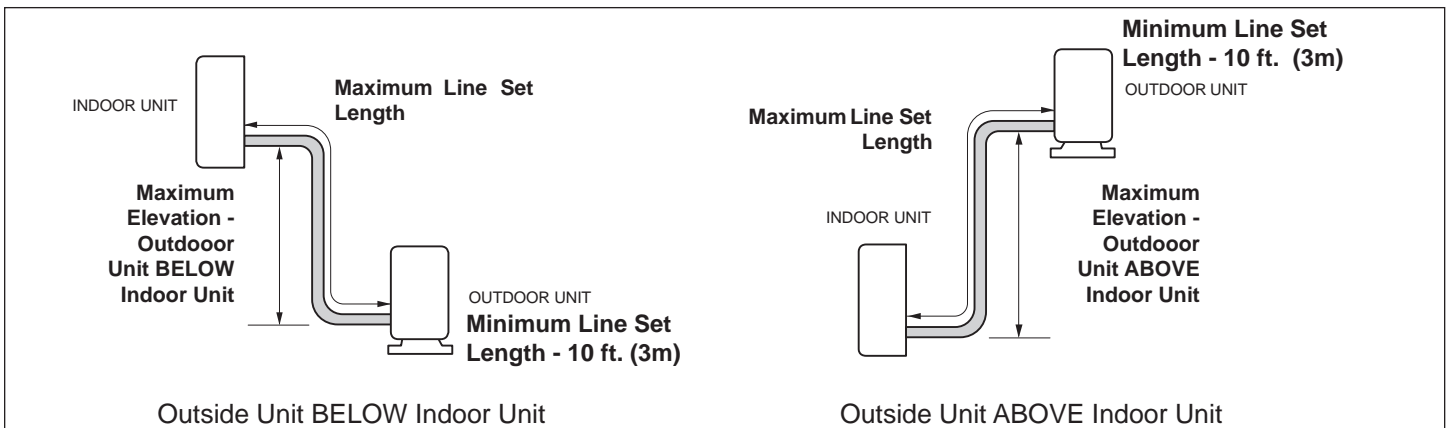 INDOOR UNIT
Maximum Line Set
Length
Maximum
Elevation -
Outdooor
Unit BELOW
Indoor Unit
OUTDOOR UNIT
Minimum Line Set
Length - 10 ft. (3m)
Outside Unit BELOW Indoor Unit
Minimum Line Set
Length - 10 ft. (3m)
OUTDOOR UNIT
Maximum Line Set
Length
INDOOR UNIT
Maximum
Elevation -
Outdooor
Unit ABOVE
Indoor Unit
Outside Unit ABOVE Indoor Unit